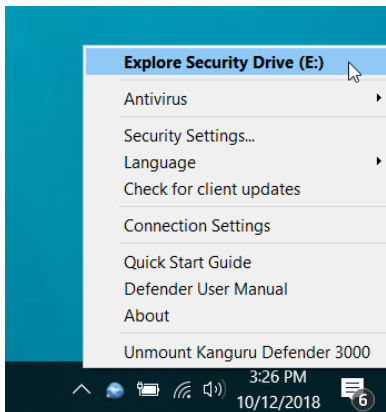 Explore Security Drive (E:)
Antivirus
Security Settings...
Language
Check for client updates
Connection Settings
Quick Start Guide
Defender User Manual
About
Unmount Kanguru Defender 3000
3:26 PM
10/12/2018
6